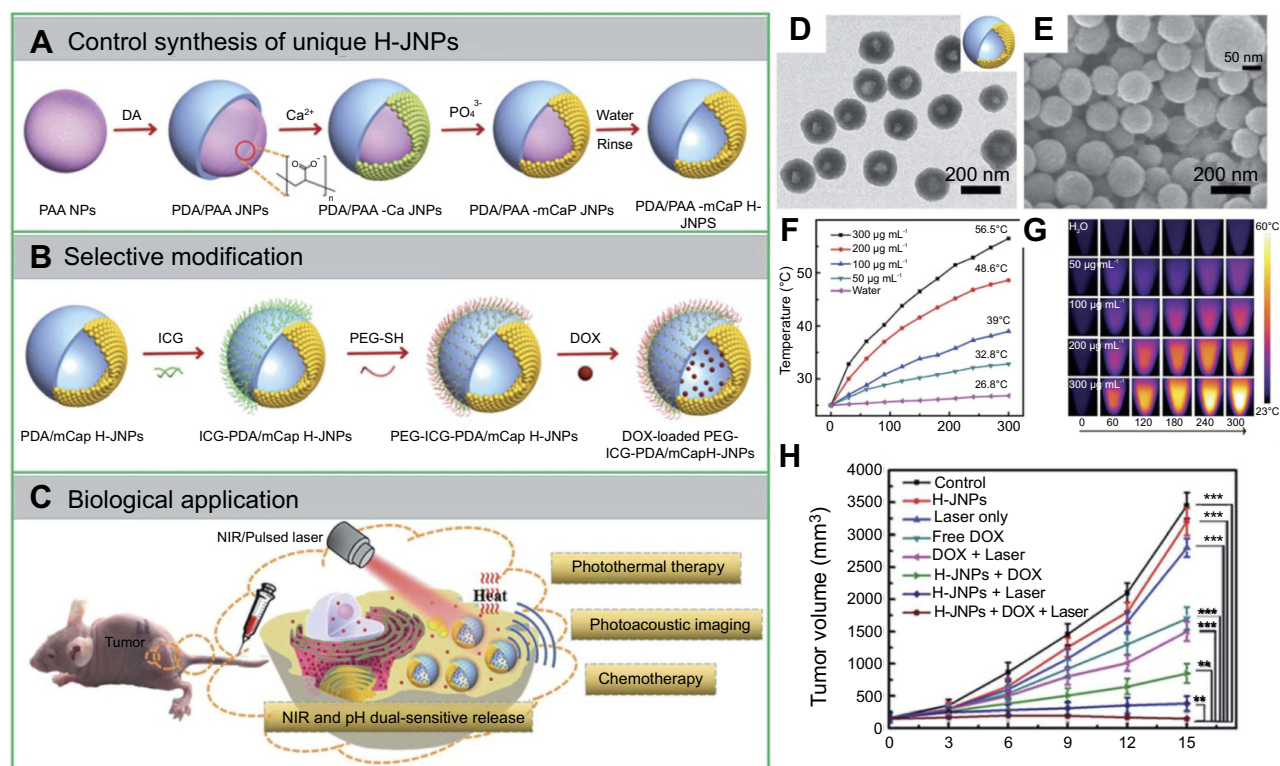 A Control synthesis of unique H-JNPs
DA
Ca²⁺
PO₄³⁻
Water
Rinse
O
O⁻
n
PAA NPs
PDA/PAA JNPs
PDA/PAA -Ca JNPs
PDA/PAA -mCaP JNPs
PDA/PAA -mCaP H-
JNPS
B Selective modification
ICG
PEG-SH
DOX
PDA/mCap H-JNPs
ICG-PDA/mCap H-JNPs
PEG-ICG-PDA/mCap H-JNPs
DOX-loaded PEG-
ICG-PDA/mCapH-JNPs
C Biological application
NIR/Pulsed laser
Tumor
Heat
Photothermal therapy
Photoacoustic imaging
Chemotherapy
NIR and pH dual-sensitive release
D
200 nm
E
50 nm
200 nm
F
Temperature (°C)
50
40
30
0 60 120 180 240 300
300 µg mL⁻¹
200 µg mL⁻¹
100 µg mL⁻¹
50 µg mL⁻¹
Water
56.5°C
48.6°C
39°C
32.8°C
26.8°C
G
H₂O
50 µg mL⁻¹
100 µg mL⁻¹
200 µg mL⁻¹
300 µg mL⁻¹
0 60 120 180 240 300
60°C
23°C
H
Tumor volume (mm³)
4000
3500
3000
2500
2000
1500
1000
500
0
0 3 6 9 12 15
Control
H-JNPs
Laser only
Free DOX
DOX + Laser
H-JNPs + DOX
H-JNPs + Laser
H-JNPs + DOX + Laser
***
***
***
***
***
**
**